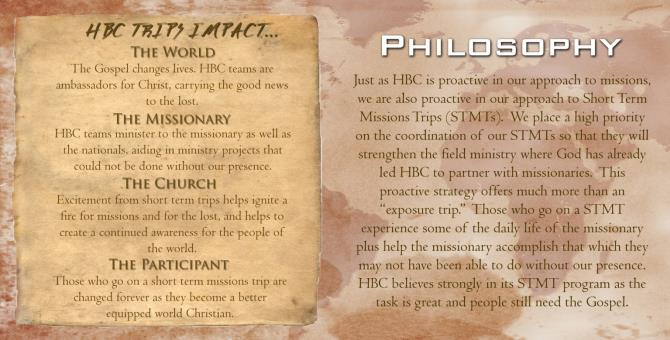 HBC TRIPS IMPACT...
THE WORLD
The Gospel changes lives. HBC teams are
ambassadors for Christ, carrying the good news
to the lost.
THE MISSIONARY
HBC teams minister to the missionary as well as
the nationals, aiding in ministry projects that
could not be done without our presence.
THE CHURCH
Excitement from short term trips helps ignite a
fire for missions and for the lost, and helps to
create a continued awareness for the people of
the world.
THE PARTICIPANT
Those who go on a short term missions trip are
changed forever as they become a better
equipped world Christian.
PHILOSOPHY
Just as HBC is proactive in our approach to missions,
we are also proactive in our approach to Short Term
Missions Trips (STMTs). We place a high priority
on the coordination of our STMTs so that they will
strengthen the field ministry where God has already
led HBC to partner with missionaries. This
proactive strategy offers much more than an
“exposure trip.” Those who go on a STMT
experience some of the daily life of the missionary
plus help the missionary accomplish that which they
may not have been able to do without our presence.
HBC believes strongly in its STMT program as the
task is great and people still need the Gospel.